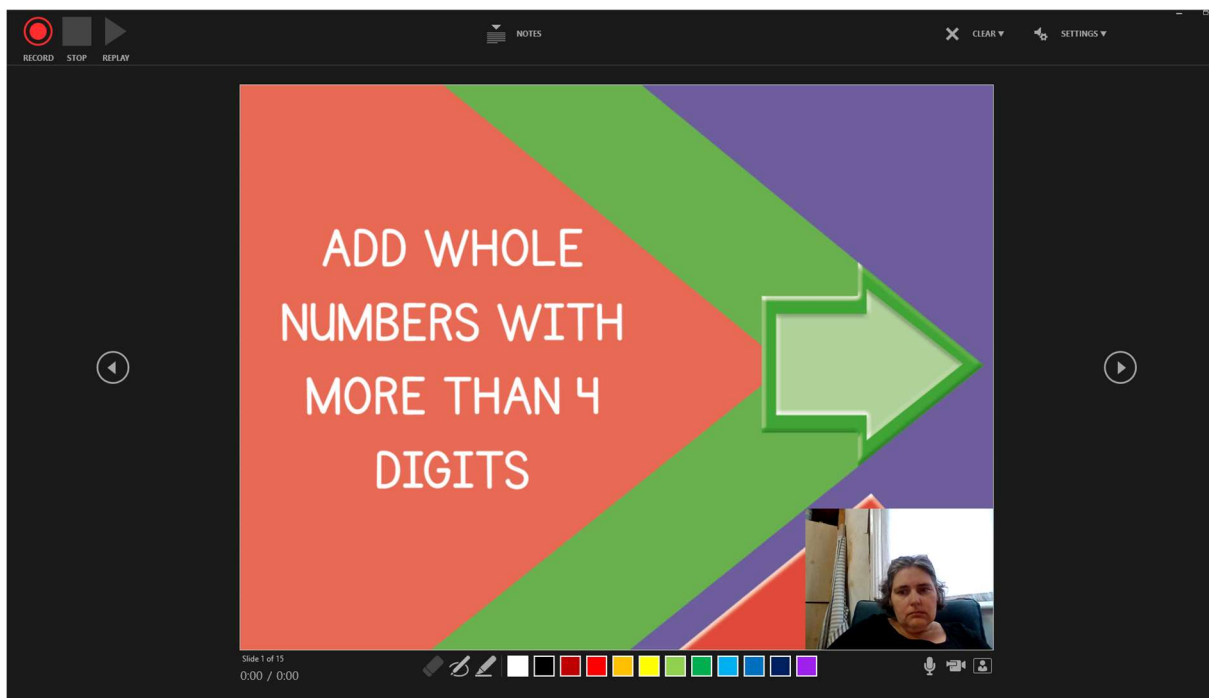 NOTES
CLEAR ▼
SETTINGS ▼
RECORD STOP REPLAY
ADD WHOLE
NUMBERS WITH
MORE THAN 4
DIGITS
Slide 1 of 15
0:00 / 0:00